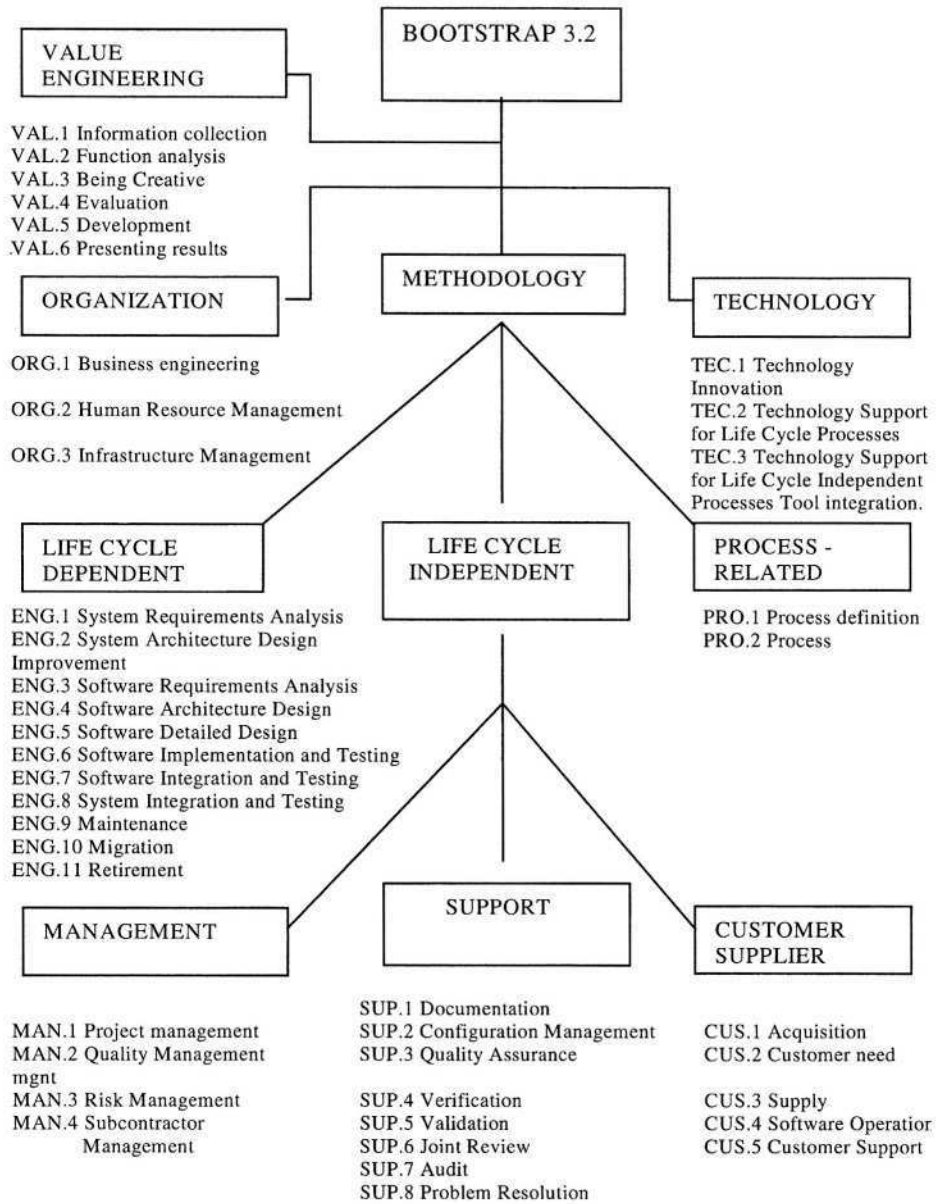 BOOTSTRAP 3.2
VALUE
ENGINEERING
VAL.1 Information collection
VAL.2 Function analysis
VAL.3 Being Creative
VAL.4 Evaluation
VAL.5 Development
.VAL.6 Presenting results
METHODOLOGY
ORGANIZATION
TECHNOLOGY
ORG.1 Business engineering
ORG.2 Human Resource Management
ORG.3 Infrastructure Management
TEC.1 Technology
Innovation
TEC.2 Technology Support
for Life Cycle Processes
TEC.3 Technology Support
for Life Cycle Independent
Processes Tool integration.
LIFE CYCLE
DEPENDENT
LIFE CYCLE
INDEPENDENT
PROCESS -
RELATED
ENG.1 System Requirements Analysis
ENG.2 System Architecture Design
Improvement
ENG.3 Software Requirements Analysis
ENG.4 Software Architecture Design
ENG.5 Software Detailed Design
ENG.6 Software Implementation and Testing
ENG.7 Software Integration and Testing
ENG.8 System Integration and Testing
ENG.9 Maintenance
ENG.10 Migration
ENG.11 Retirement
PRO.1 Process definition
PRO.2 Process
MANAGEMENT
SUPPORT
CUSTOMER
SUPPLIER
MAN.1 Project management
MAN.2 Quality Management
mgnt
MAN.3 Risk Management
MAN.4 Subcontractor
Management
SUP.1 Documentation
SUP.2 Configuration Management
SUP.3 Quality Assurance
SUP.4 Verification
SUP.5 Validation
SUP.6 Joint Review
SUP.7 Audit
SUP.8 Problem Resolution
CUS.1 Acquisition
CUS.2 Customer need
CUS.3 Supply
CUS.4 Software Operation
CUS.5 Customer Support